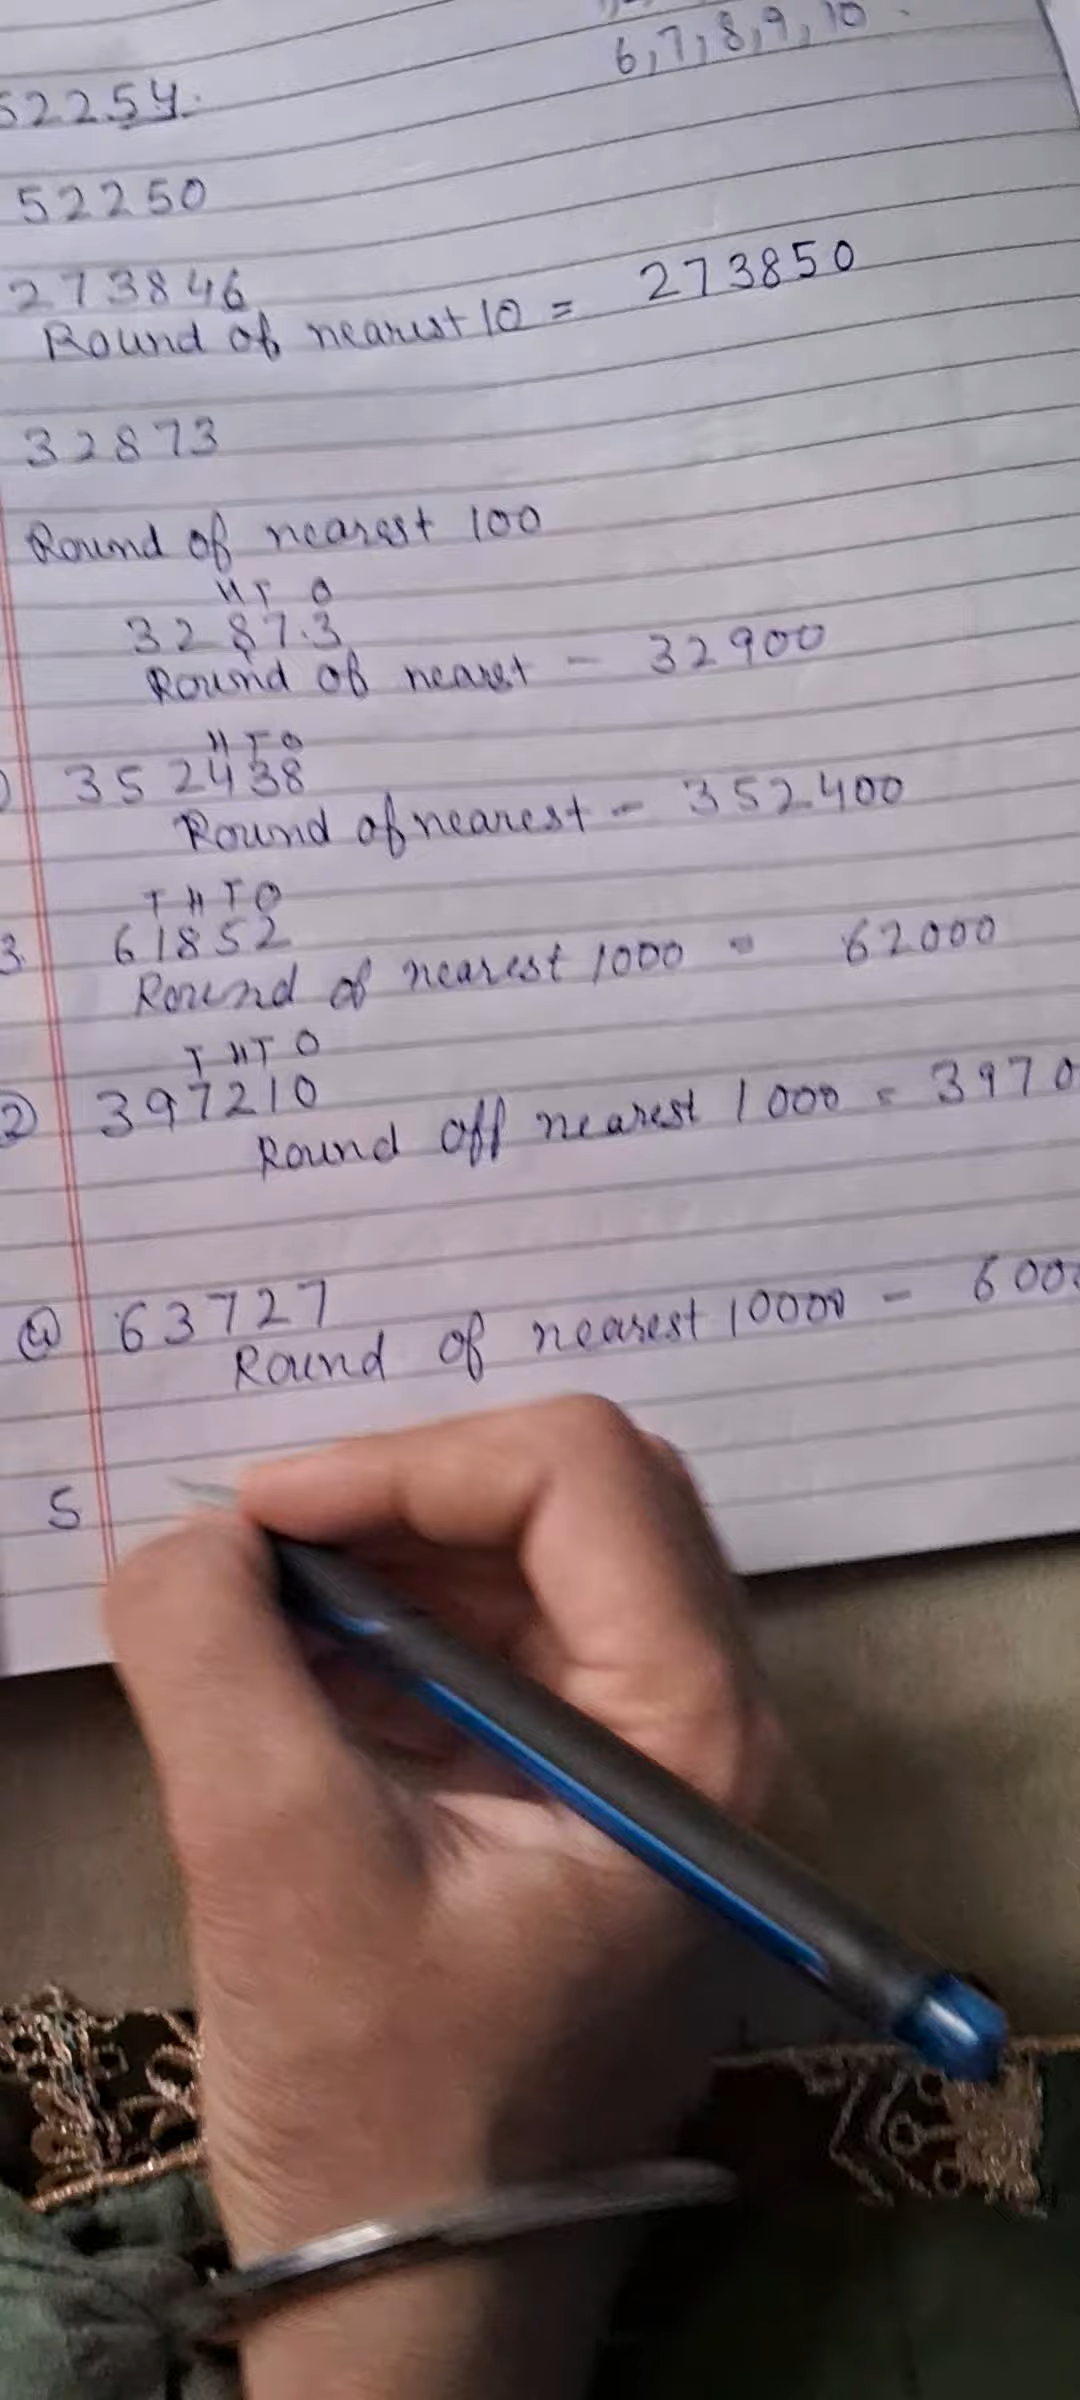 6,7,8,9,10
52254
52250
273846
Round of nearest 10 = 273850
32873
Round of nearest 100
H T O
32873
Round of nearest - 32900
H T O
352438
Round of nearest - 352400
T H T O
3. 61852
Round of nearest 1000 = 62000
T H T O
2 397210
Round off nearest 1000 = 3970
4 63727
Round of nearest 10000 - 600
5